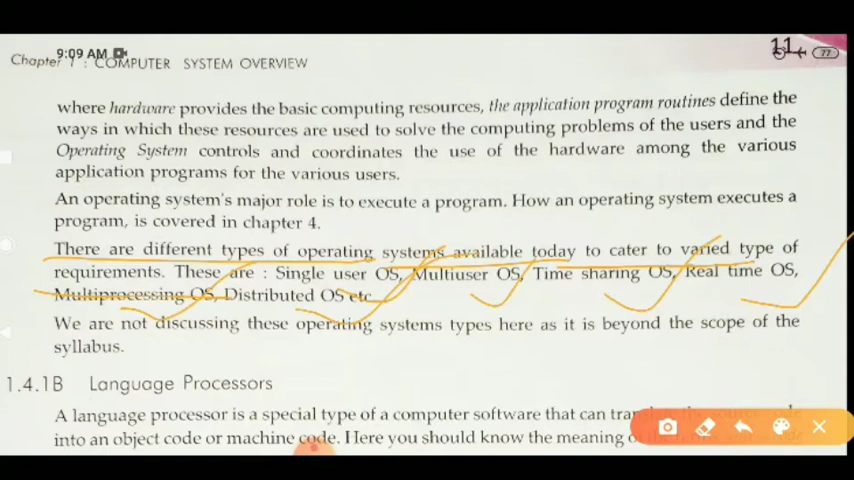 9:09 AM
11
77
Chapter 1 : COMPUTER SYSTEM OVERVIEW
where hardware provides the basic computing resources, the application program routines define the
ways in which these resources are used to solve the computing problems of the users and the
Operating System controls and coordinates the use of the hardware among the various
application programs for the various users.
An operating system's major role is to execute a program. How an operating system executes a
program, is covered in chapter 4.
There are different types of operating systems available today to cater to varied type of
requirements. These are : Single user OS, Multiuser OS, Time sharing OS, Real time OS,
Multiprocessing OS, Distributed OS etc.
We are not discussing these operating systems types here as it is beyond the scope of the
syllabus.
1.4.1B Language Processors
A language processor is a special type of a computer software that can
into an object code or machine code. Here you should know the meaning